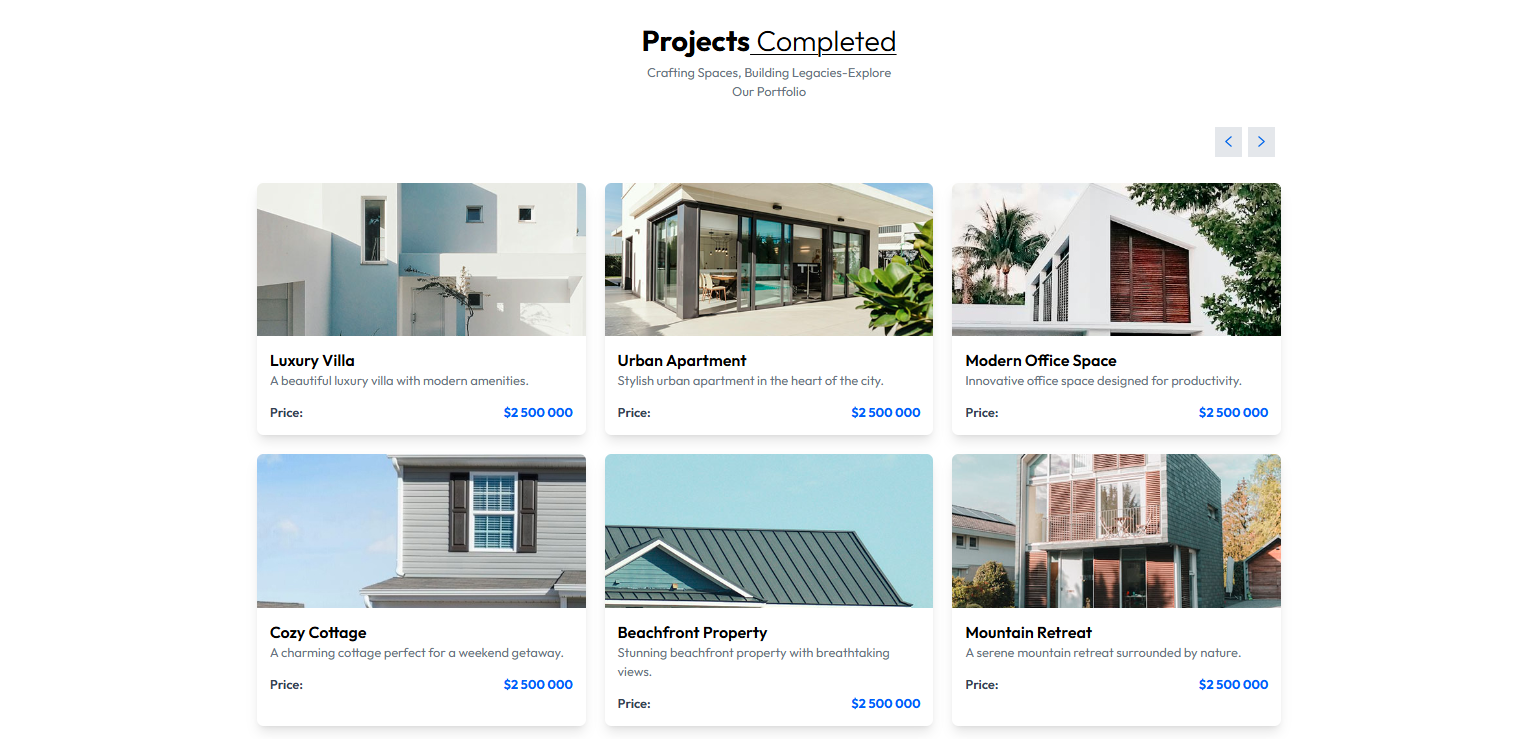 Projects Completed
Crafting Spaces, Building Legacies-Explore
Our Portfolio
Luxury Villa
A beautiful luxury villa with modern amenities.
Price: $2 500 000
Urban Apartment
Stylish urban apartment in the heart of the city.
Price: $2 500 000
Modern Office Space
Innovative office space designed for productivity.
Price: $2 500 000
Cozy Cottage
A charming cottage perfect for a weekend getaway.
Price: $2 500 000
Beachfront Property
Stunning beachfront property with breathtaking
views.
Price: $2 500 000
Mountain Retreat
A serene mountain retreat surrounded by nature.
Price: $2 500 000